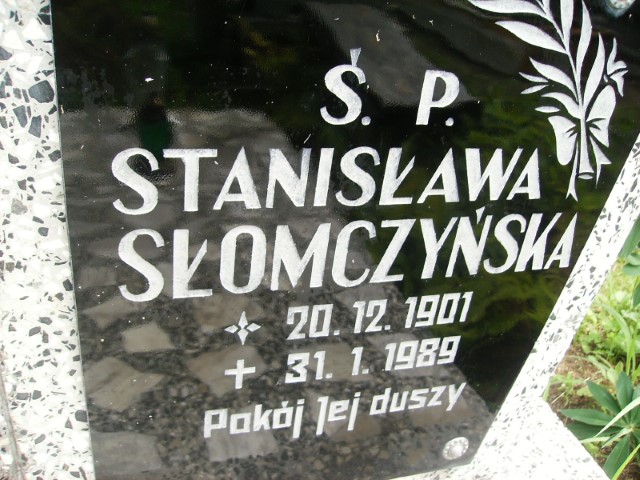 Ś. P.
STANISŁAWA
SŁOMCZYŃSKA
20. 12. 1901
+ 31. 1. 1989
Pokój Jej duszy